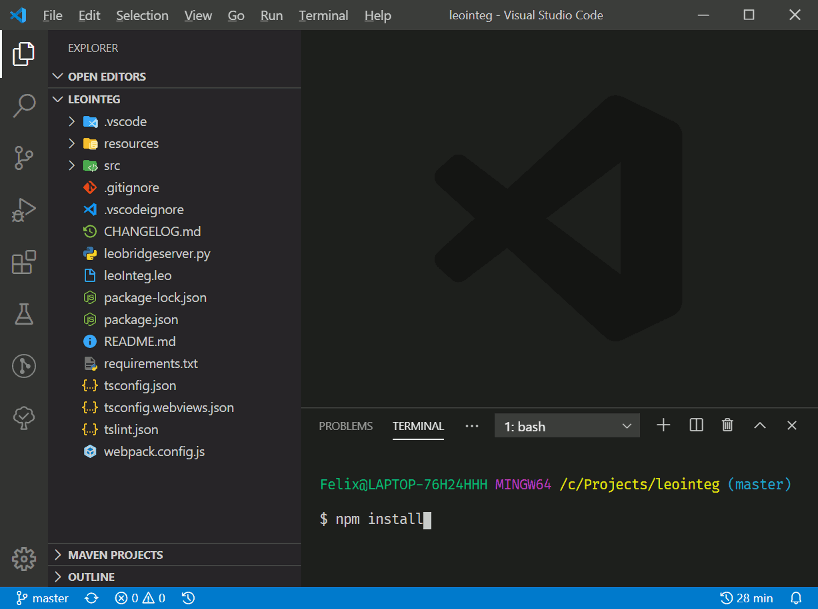 File Edit Selection View Go Run Terminal Help leointeg - Visual Studio Code
EXPLORER
OPEN EDITORS
LEOINTEG
.vscode
resources
src
.gitignore
.vscodeignore
CHANGELOG.md
leobridgeserver.py
leoInteg.leo
package-lock.json
package.json
README.md
requirements.txt
tsconfig.json
tsconfig.webviews.json
tslint.json
webpack.config.js
MAVEN PROJECTS
OUTLINE
PROBLEMS TERMINAL ··· 1: bash
Felix@LAPTOP-76H24HHH MINGW64 /c/Projects/leointeg (master)
$ npm install
master 0 0 28 min